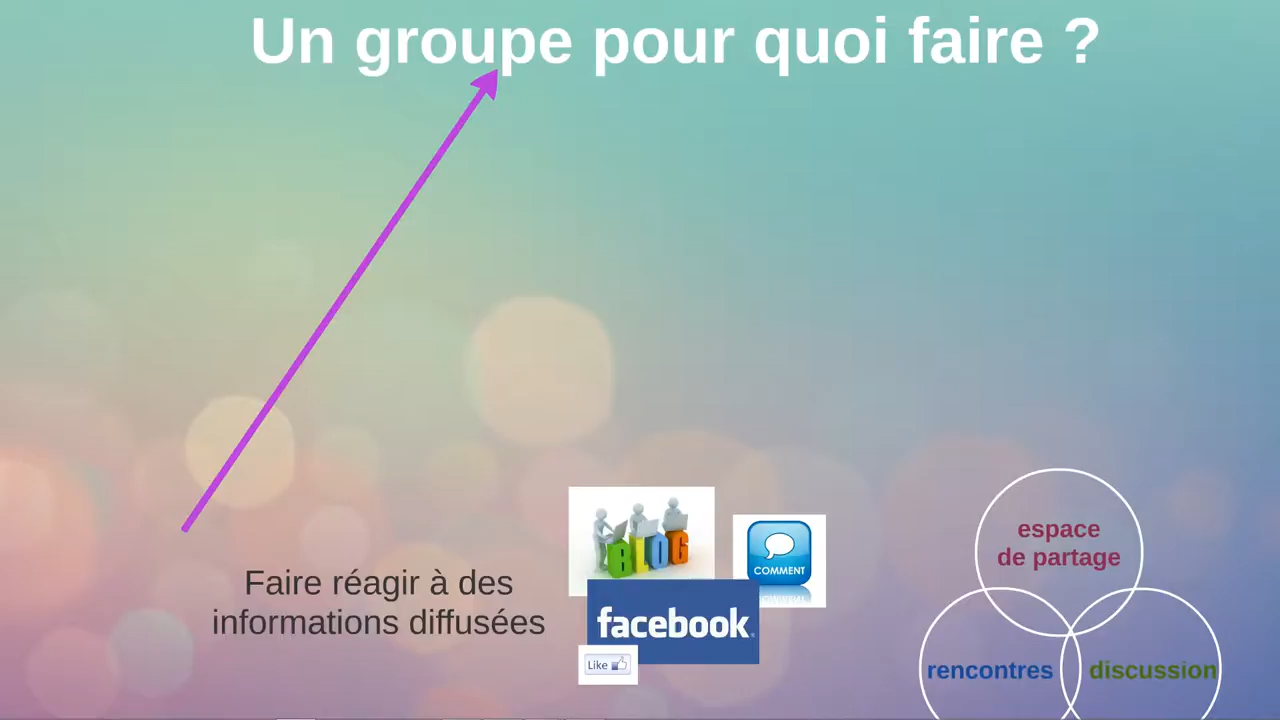 Un groupe pour quoi faire ?
Faire réagir à des
informations diffusées
BLOG
COMMENT
facebook
Like
espace
de partage
rencontres
discussion